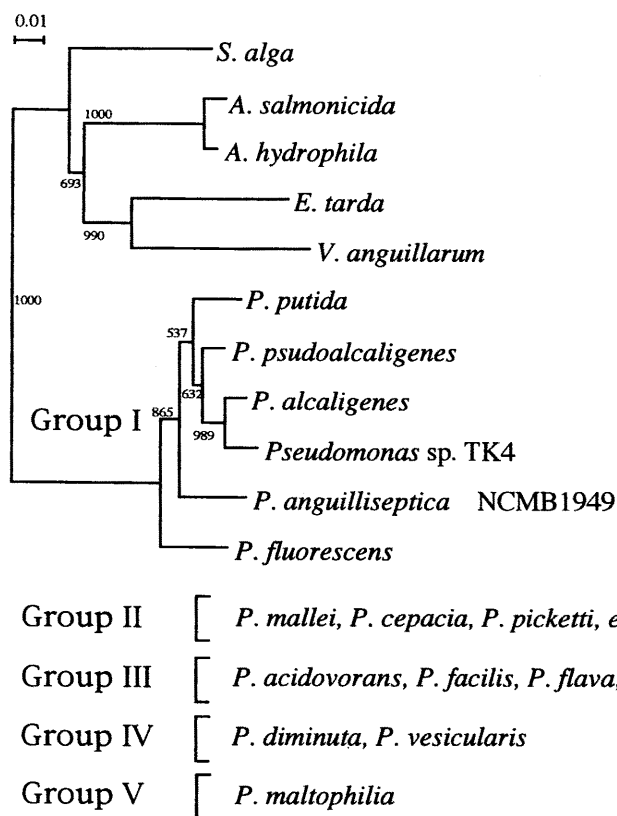 0.01
S. alga
A. salmonicida
1000
A. hydrophila
693
E. tarda
990
V. anguillarum
1000
P. putida
537
P. psudoalcaligenes
632
P. alcaligenes
Group I
865
989
Pseudomonas sp. TK4
P. anguilliseptica NCMB1949
P. fluorescens
Group II [ P. mallei, P. cepacia, P. picketti, e
Group III [ P. acidovorans, P. facilis, P. flava,
Group IV [ P. diminuta, P. vesicularis
Group V [ P. maltophilia